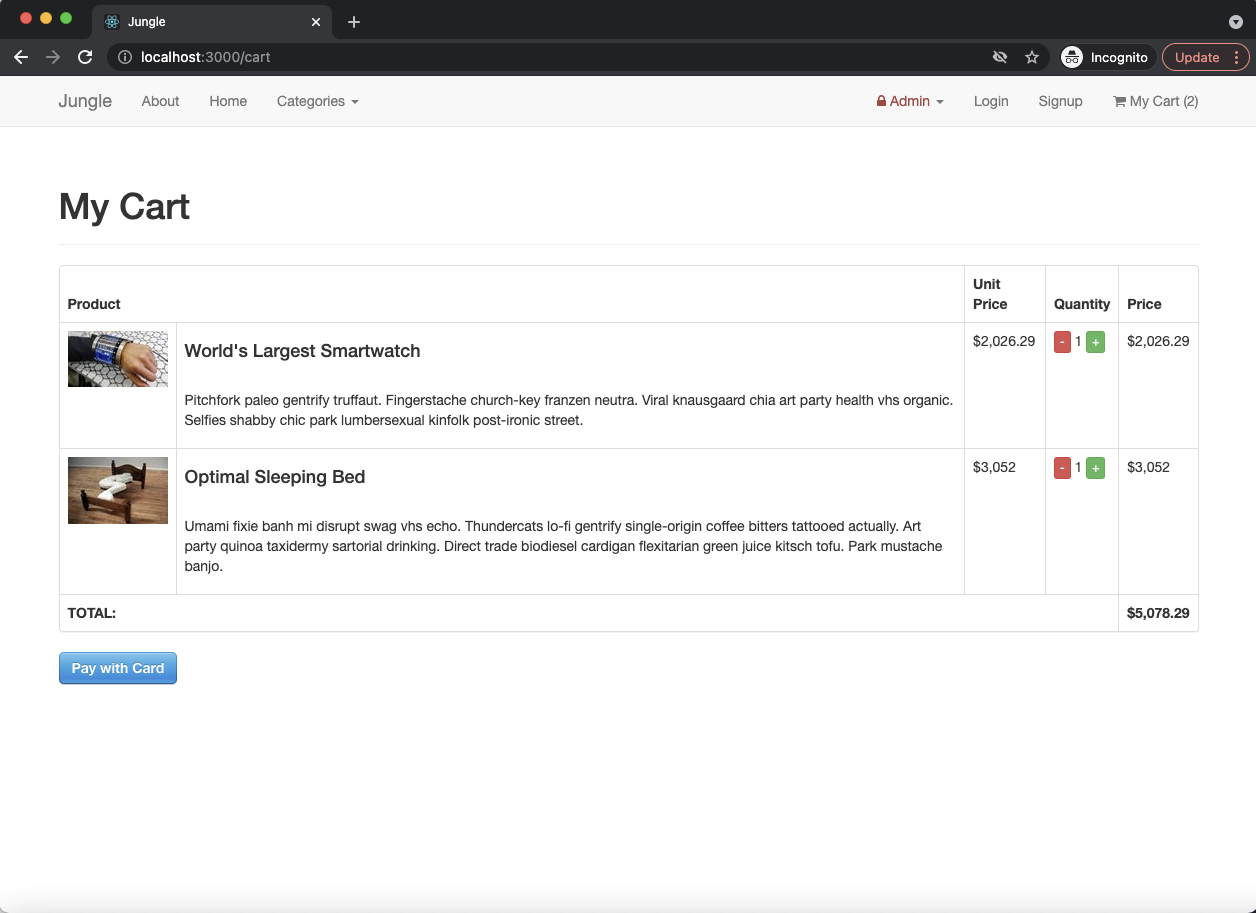 Jungle
localhost:3000/cart
Incognito
Update
Jungle About Home Categories Admin Login Signup My Cart (2)
My Cart
Product Unit Price Quantity Price
World's Largest Smartwatch $2,026.29 - 1 + $2,026.29
Pitchfork paleo gentrify truffaut. Fingerstache church-key franzen neutra. Viral knausgaard chia art party health vhs organic.
Selfies shabby chic park lumbersexual kinfolk post-ironic street.
Optimal Sleeping Bed $3,052 - 1 + $3,052
Umami fixie banh mi disrupt swag vhs echo. Thundercats lo-fi gentrify single-origin coffee bitters tattooed actually. Art
party quinoa taxidermy sartorial drinking. Direct trade biodiesel cardigan flexitarian green juice kitsch tofu. Park mustache
banjo.
TOTAL: $5,078.29
Pay with Card